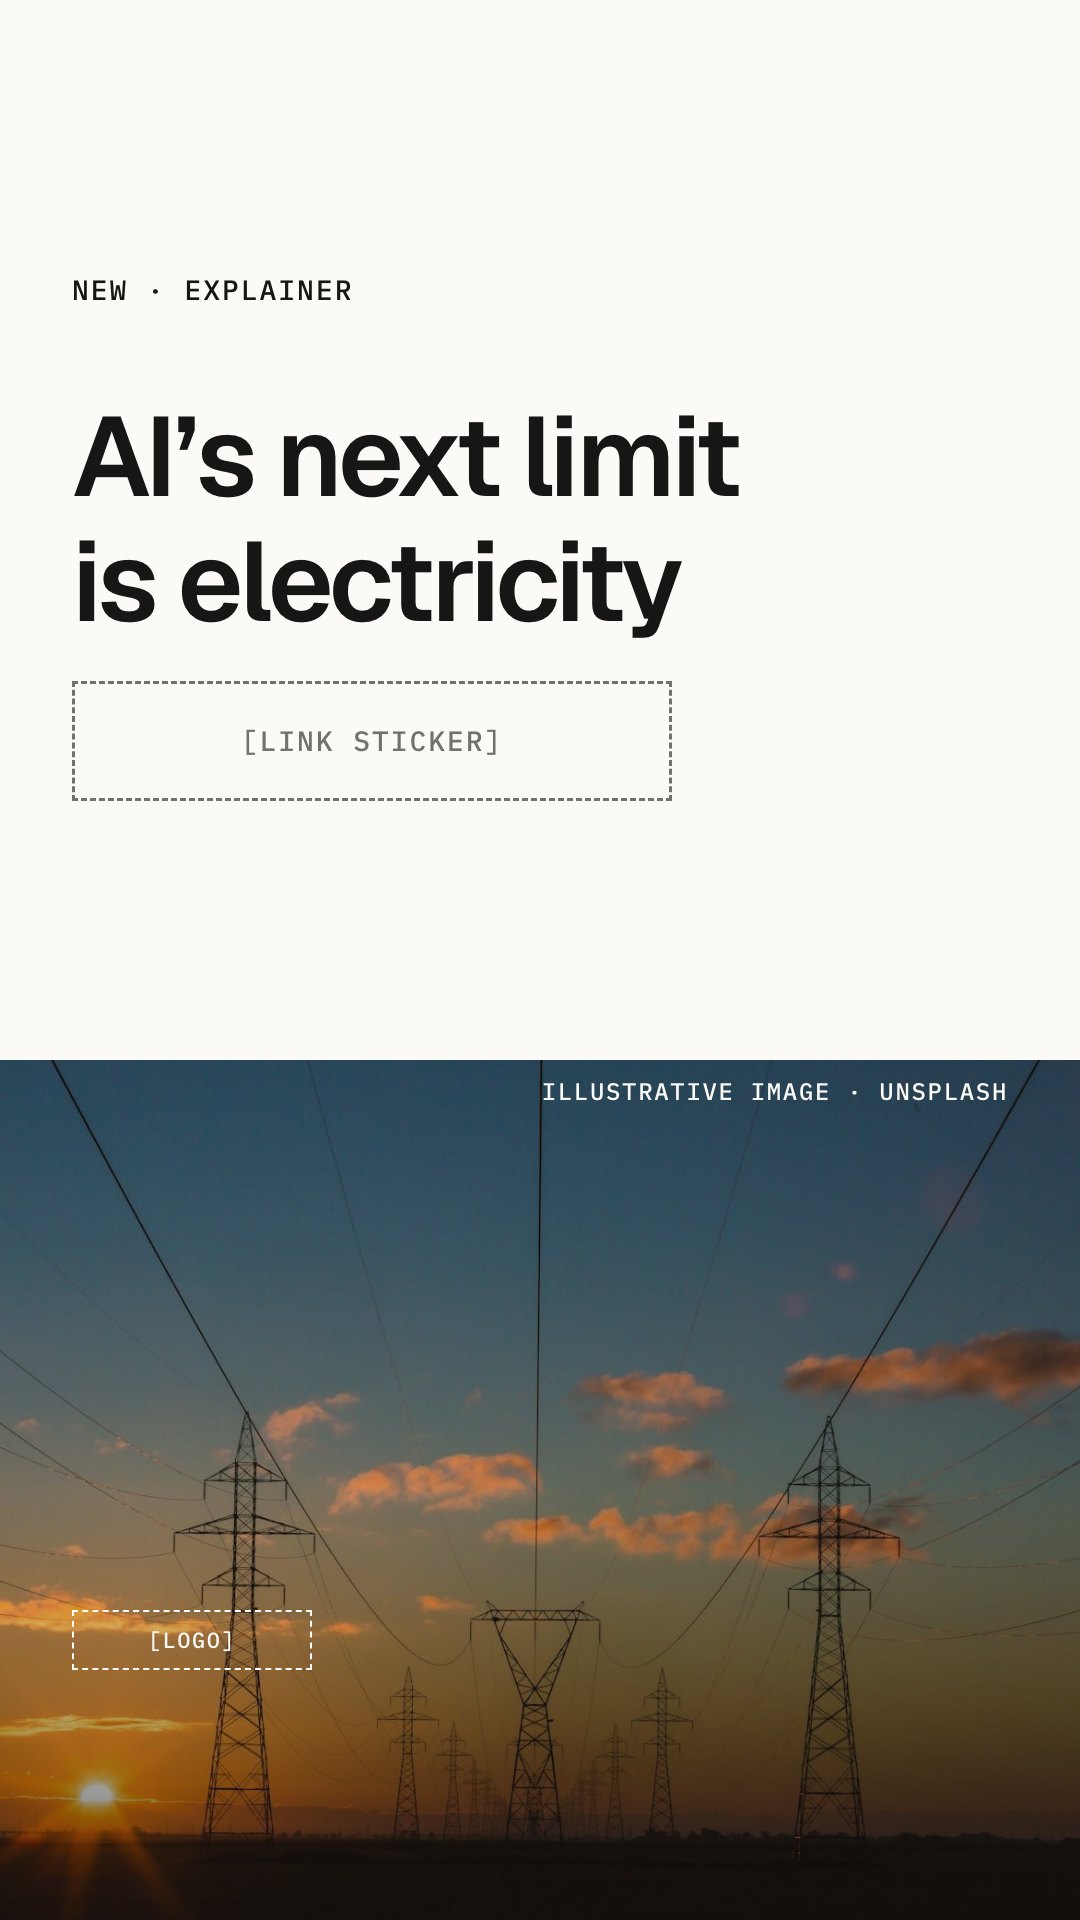 NEW · EXPLAINER
AI’s next limit
is electricity
[LINK STICKER]
ILLUSTRATIVE IMAGE · UNSPLASH
[LOGO]